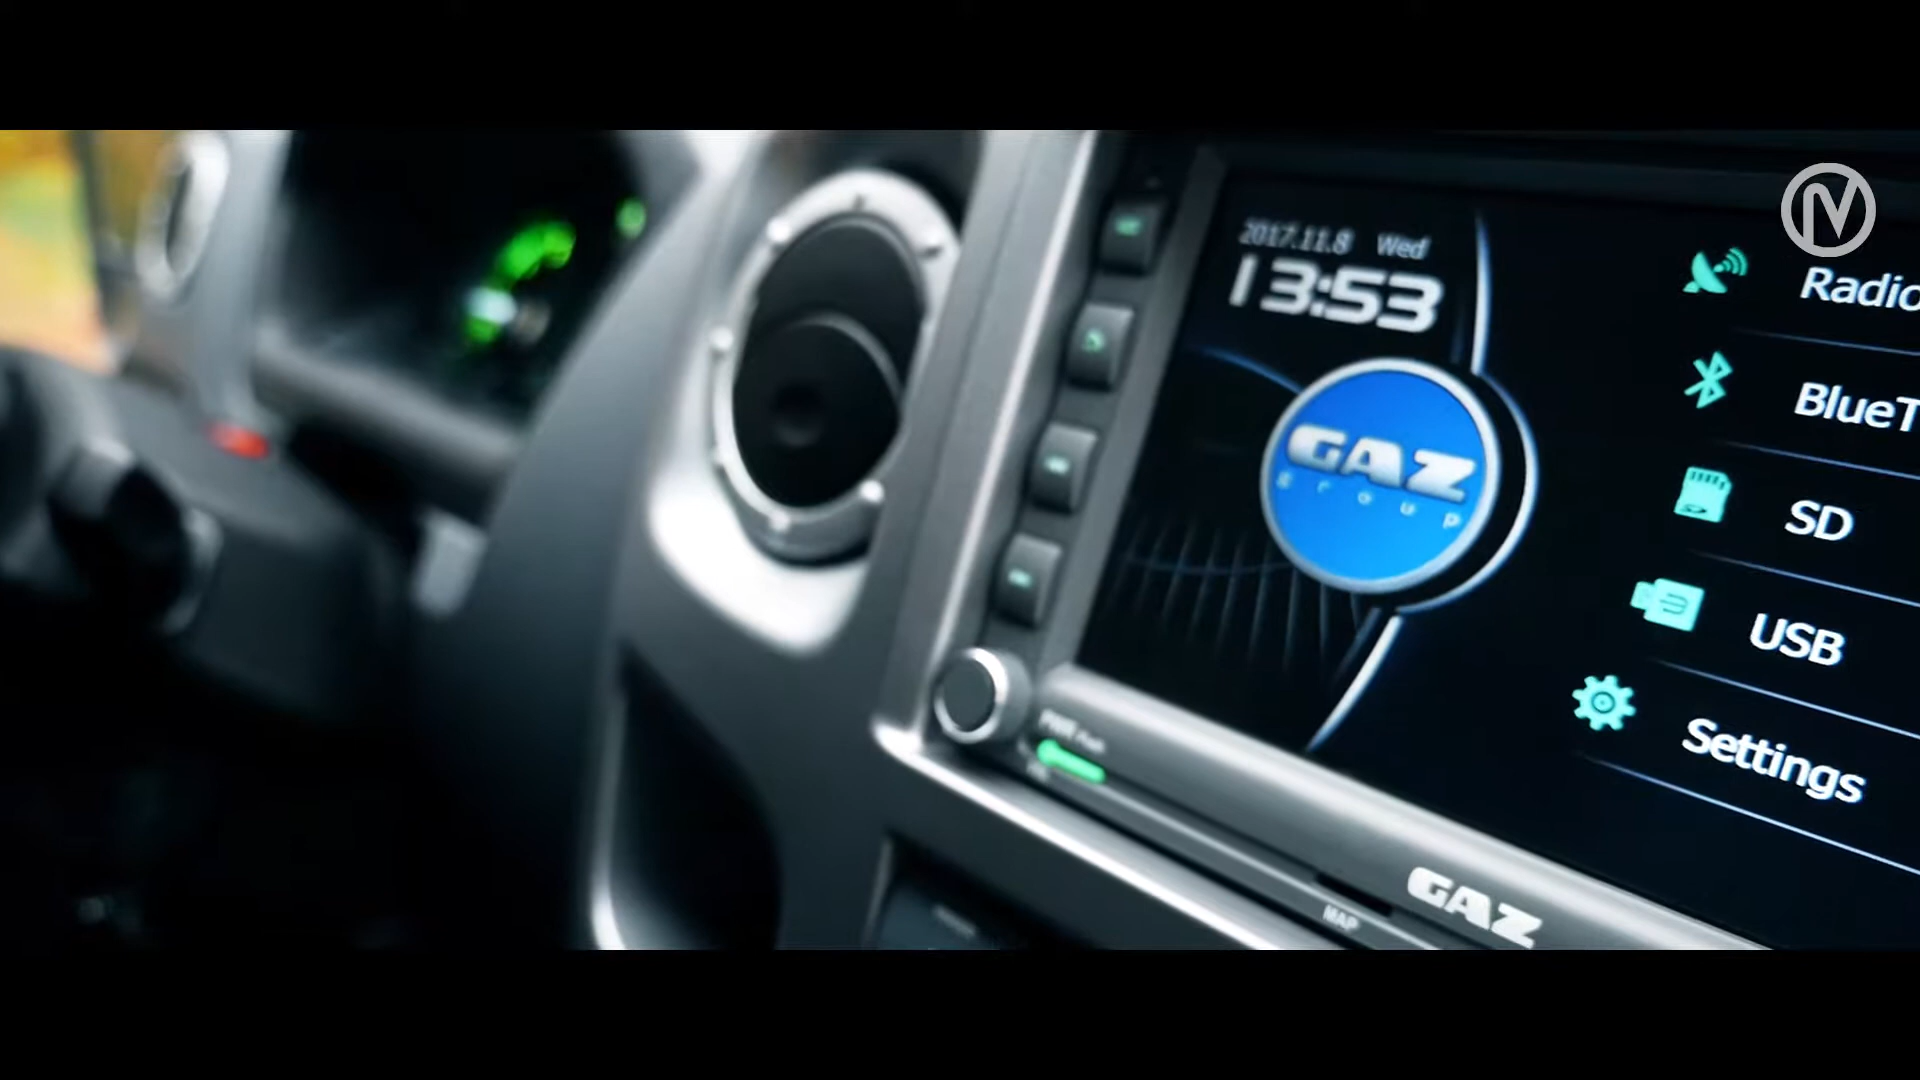 2017.11.8 Wed
13:53
GAZ
Group
Radio
BlueT
SD
USB
Settings
MAP
GAZ